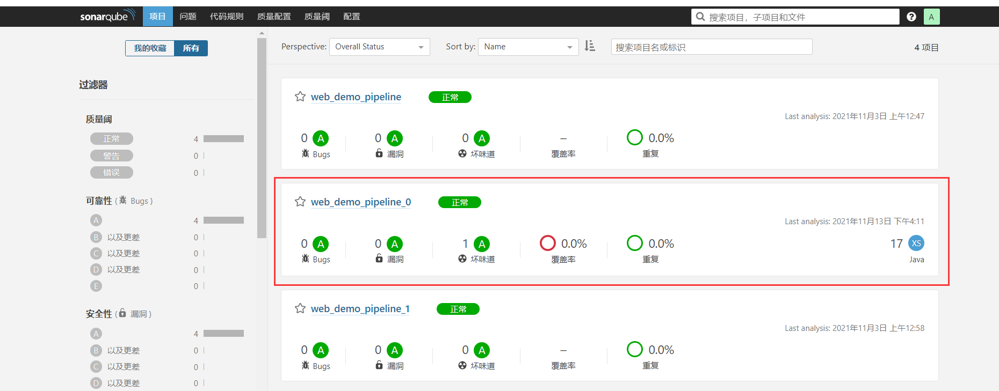 sonarqube 项目 问题 代码规则 质量配置 质量阈 配置 搜索项目，子项目和文件 ? A
我的收藏 所有
Perspective: Overall Status Sort by: Name 搜索项目名或标识 4 项目
过滤器
质量阈
正常 4
警告 0
错误 0
可靠性 ( Bugs )
A 4
B 以及更差 0
C 以及更差 0
D 以及更差 0
E 0
安全性 ( 漏洞 )
A 4
B 以及更差 0
C 以及更差 0
D 以及更差 0
web_demo_pipeline 正常
Last analysis: 2021年11月3日 上午12:47
0 A 0 A 0 A – 0.0%
Bugs 漏洞 坏味道 覆盖率 重复
web_demo_pipeline_0 正常
Last analysis: 2021年11月13日 下午4:11
0 A 0 A 1 A 0.0% 0.0% 17 XS
Bugs 漏洞 坏味道 覆盖率 重复 Java
web_demo_pipeline_1 正常
Last analysis: 2021年11月3日 上午12:58
0 A 0 A 0 A – 0.0%
Bugs 漏洞 坏味道 覆盖率 重复